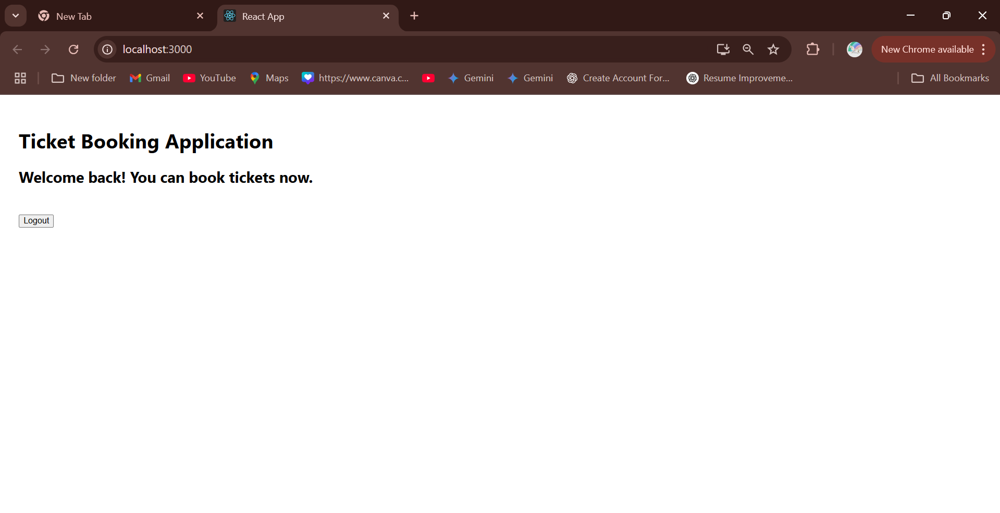 New Tab
React App
localhost:3000
New Chrome available
New folder
Gmail
YouTube
Maps
https://www.canva.c...
Gemini
Gemini
Create Account For...
Resume Improveme...
All Bookmarks
Ticket Booking Application
Welcome back! You can book tickets now.
Logout